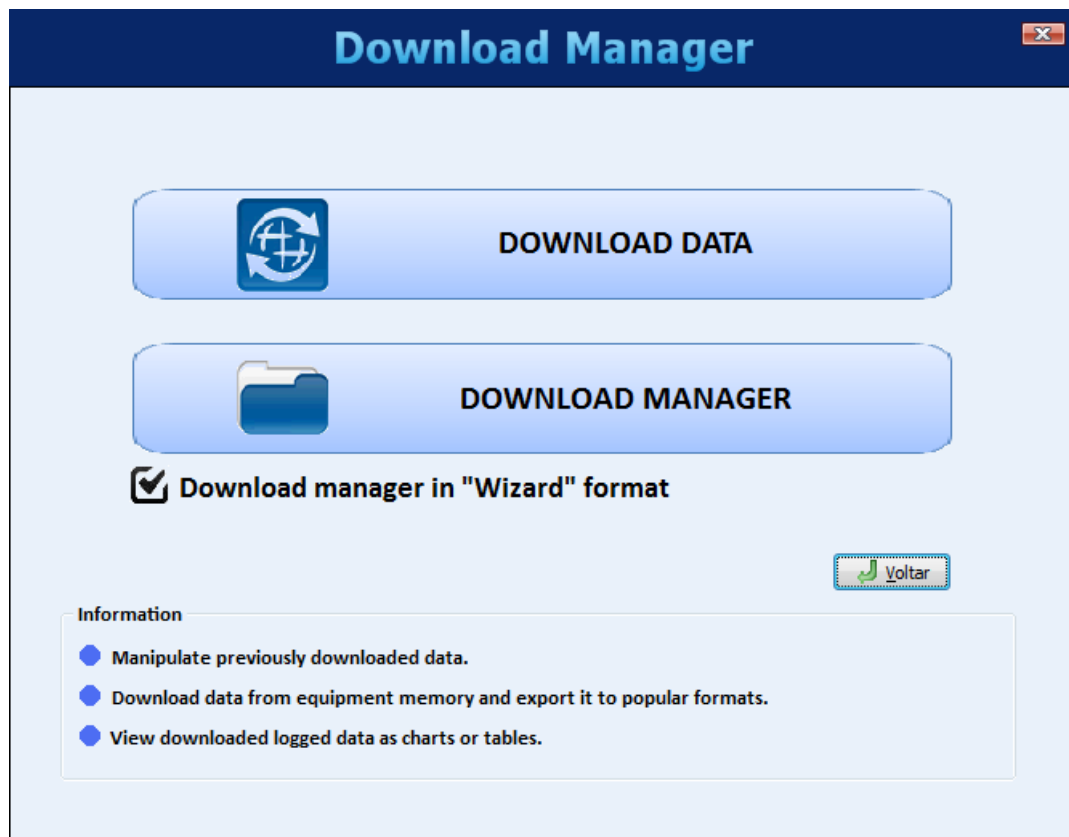 Download Manager
DOWNLOAD DATA
DOWNLOAD MANAGER
Download manager in "Wizard" format
Voltar
Information
Manipulate previously downloaded data.
Download data from equipment memory and export it to popular formats.
View downloaded logged data as charts or tables.